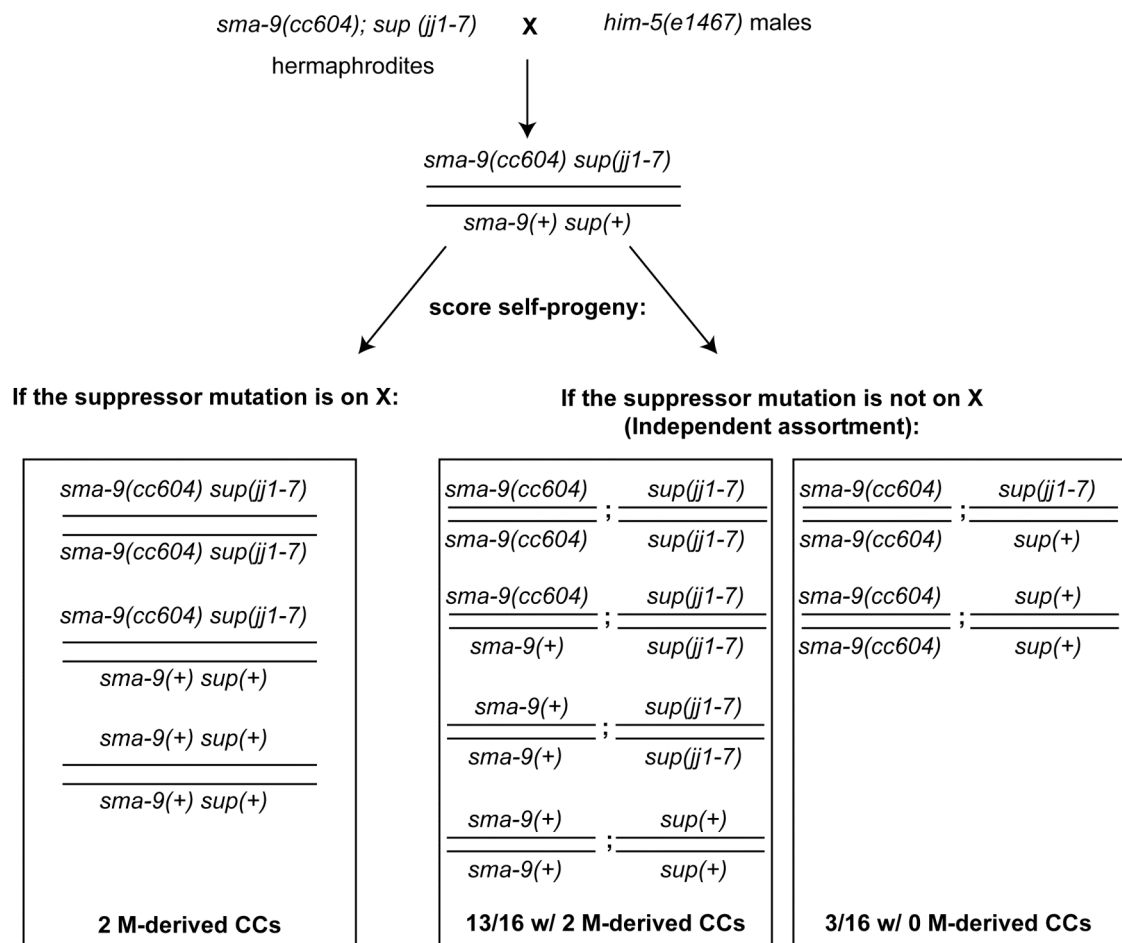 sma-9(cc604); sup (jj1-7) X him-5(e1467) males
hermaphrodites
sma-9(cc604) sup(jj1-7)
sma-9(+) sup(+)
score self-progeny:
If the suppressor mutation is on X:
sma-9(cc604) sup(jj1-7)
sma-9(cc604) sup(jj1-7)
sma-9(cc604) sup(jj1-7)
sma-9(+) sup(+)
sma-9(+) sup(+)
sma-9(+) sup(+)
2 M-derived CCs
If the suppressor mutation is not on X
(Independent assortment):
sma-9(cc604) ; sup(jj1-7)
sma-9(cc604) sup(jj1-7)
sma-9(cc604) ; sup(jj1-7)
sma-9(+) sup(jj1-7)
sma-9(+) ; sup(jj1-7)
sma-9(+) sup(jj1-7)
sma-9(+) ; sup(+)
sma-9(+) sup(+)
13/16 w/ 2 M-derived CCs
sma-9(cc604) ; sup(jj1-7)
sma-9(cc604) sup(+)
sma-9(cc604) ; sup(+)
sma-9(cc604) sup(+)
3/16 w/ 0 M-derived CCs